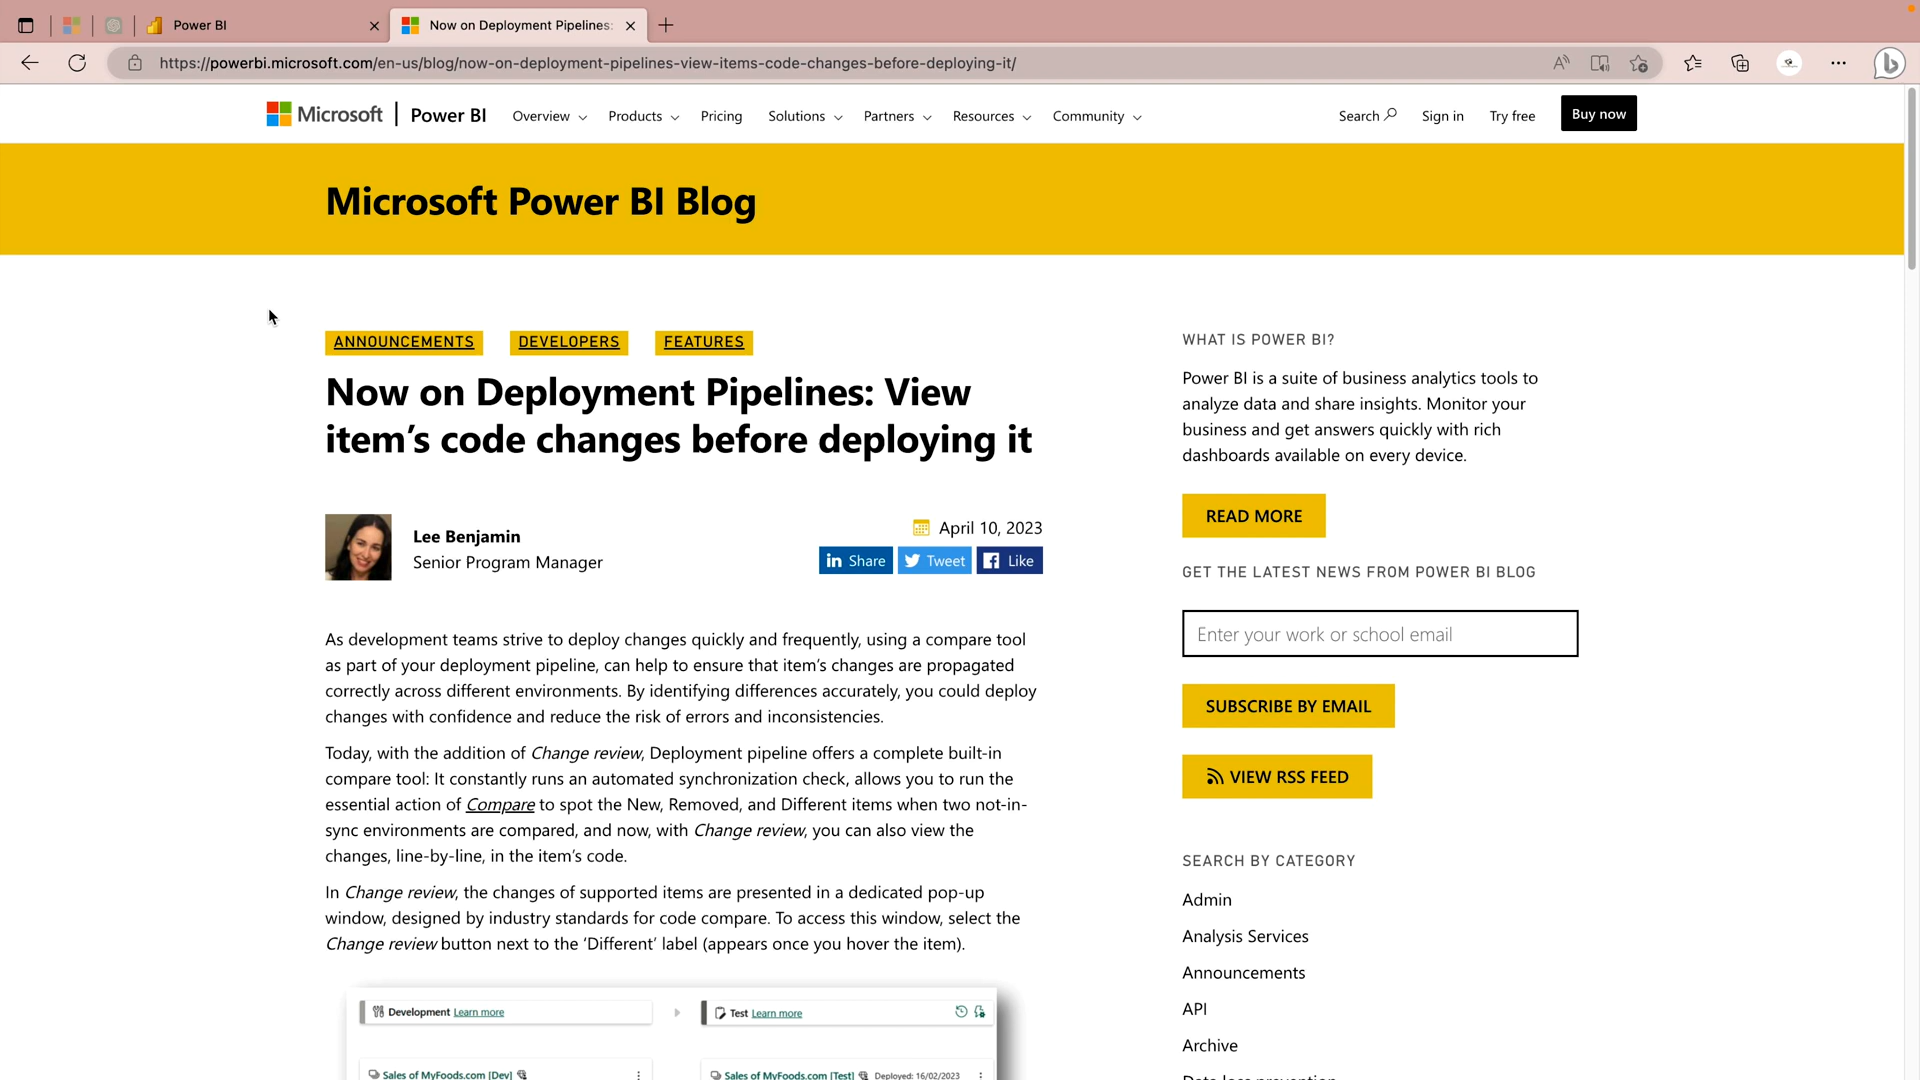 Power BI
Now on Deployment Pipelines:
https://powerbi.microsoft.com/en-us/blog/now-on-deployment-pipelines-view-items-code-changes-before-deploying-it/
Microsoft | Power BI
Overview
Products
Pricing
Solutions
Partners
Resources
Community
Search
Sign in
Try free
Buy now
Microsoft Power BI Blog
ANNOUNCEMENTS
DEVELOPERS
FEATURES
Now on Deployment Pipelines: View
item’s code changes before deploying it
Lee Benjamin
Senior Program Manager
April 10, 2023
Share
Tweet
Like
As development teams strive to deploy changes quickly and frequently, using a compare tool
as part of your deployment pipeline, can help to ensure that item’s changes are propagated
correctly across different environments. By identifying differences accurately, you could deploy
changes with confidence and reduce the risk of errors and inconsistencies.
Today, with the addition of Change review, Deployment pipeline offers a complete built-in
compare tool: It constantly runs an automated synchronization check, allows you to run the
essential action of Compare to spot the New, Removed, and Different items when two not-in-
sync environments are compared, and now, with Change review, you can also view the
changes, line-by-line, in the item’s code.
In Change review, the changes of supported items are presented in a dedicated pop-up
window, designed by industry standards for code compare. To access this window, select the
Change review button next to the ‘Different’ label (appears once you hover the item).
Development Learn more
Test Learn more
Sales of MyFoods.com [Dev]
Sales of MyFoods.com [Test]
Deployed: 16/02/2023
WHAT IS POWER BI?
Power BI is a suite of business analytics tools to
analyze data and share insights. Monitor your
business and get answers quickly with rich
dashboards available on every device.
READ MORE
GET THE LATEST NEWS FROM POWER BI BLOG
Enter your work or school email
SUBSCRIBE BY EMAIL
VIEW RSS FEED
SEARCH BY CATEGORY
Admin
Analysis Services
Announcements
API
Archive
Data loss prevention